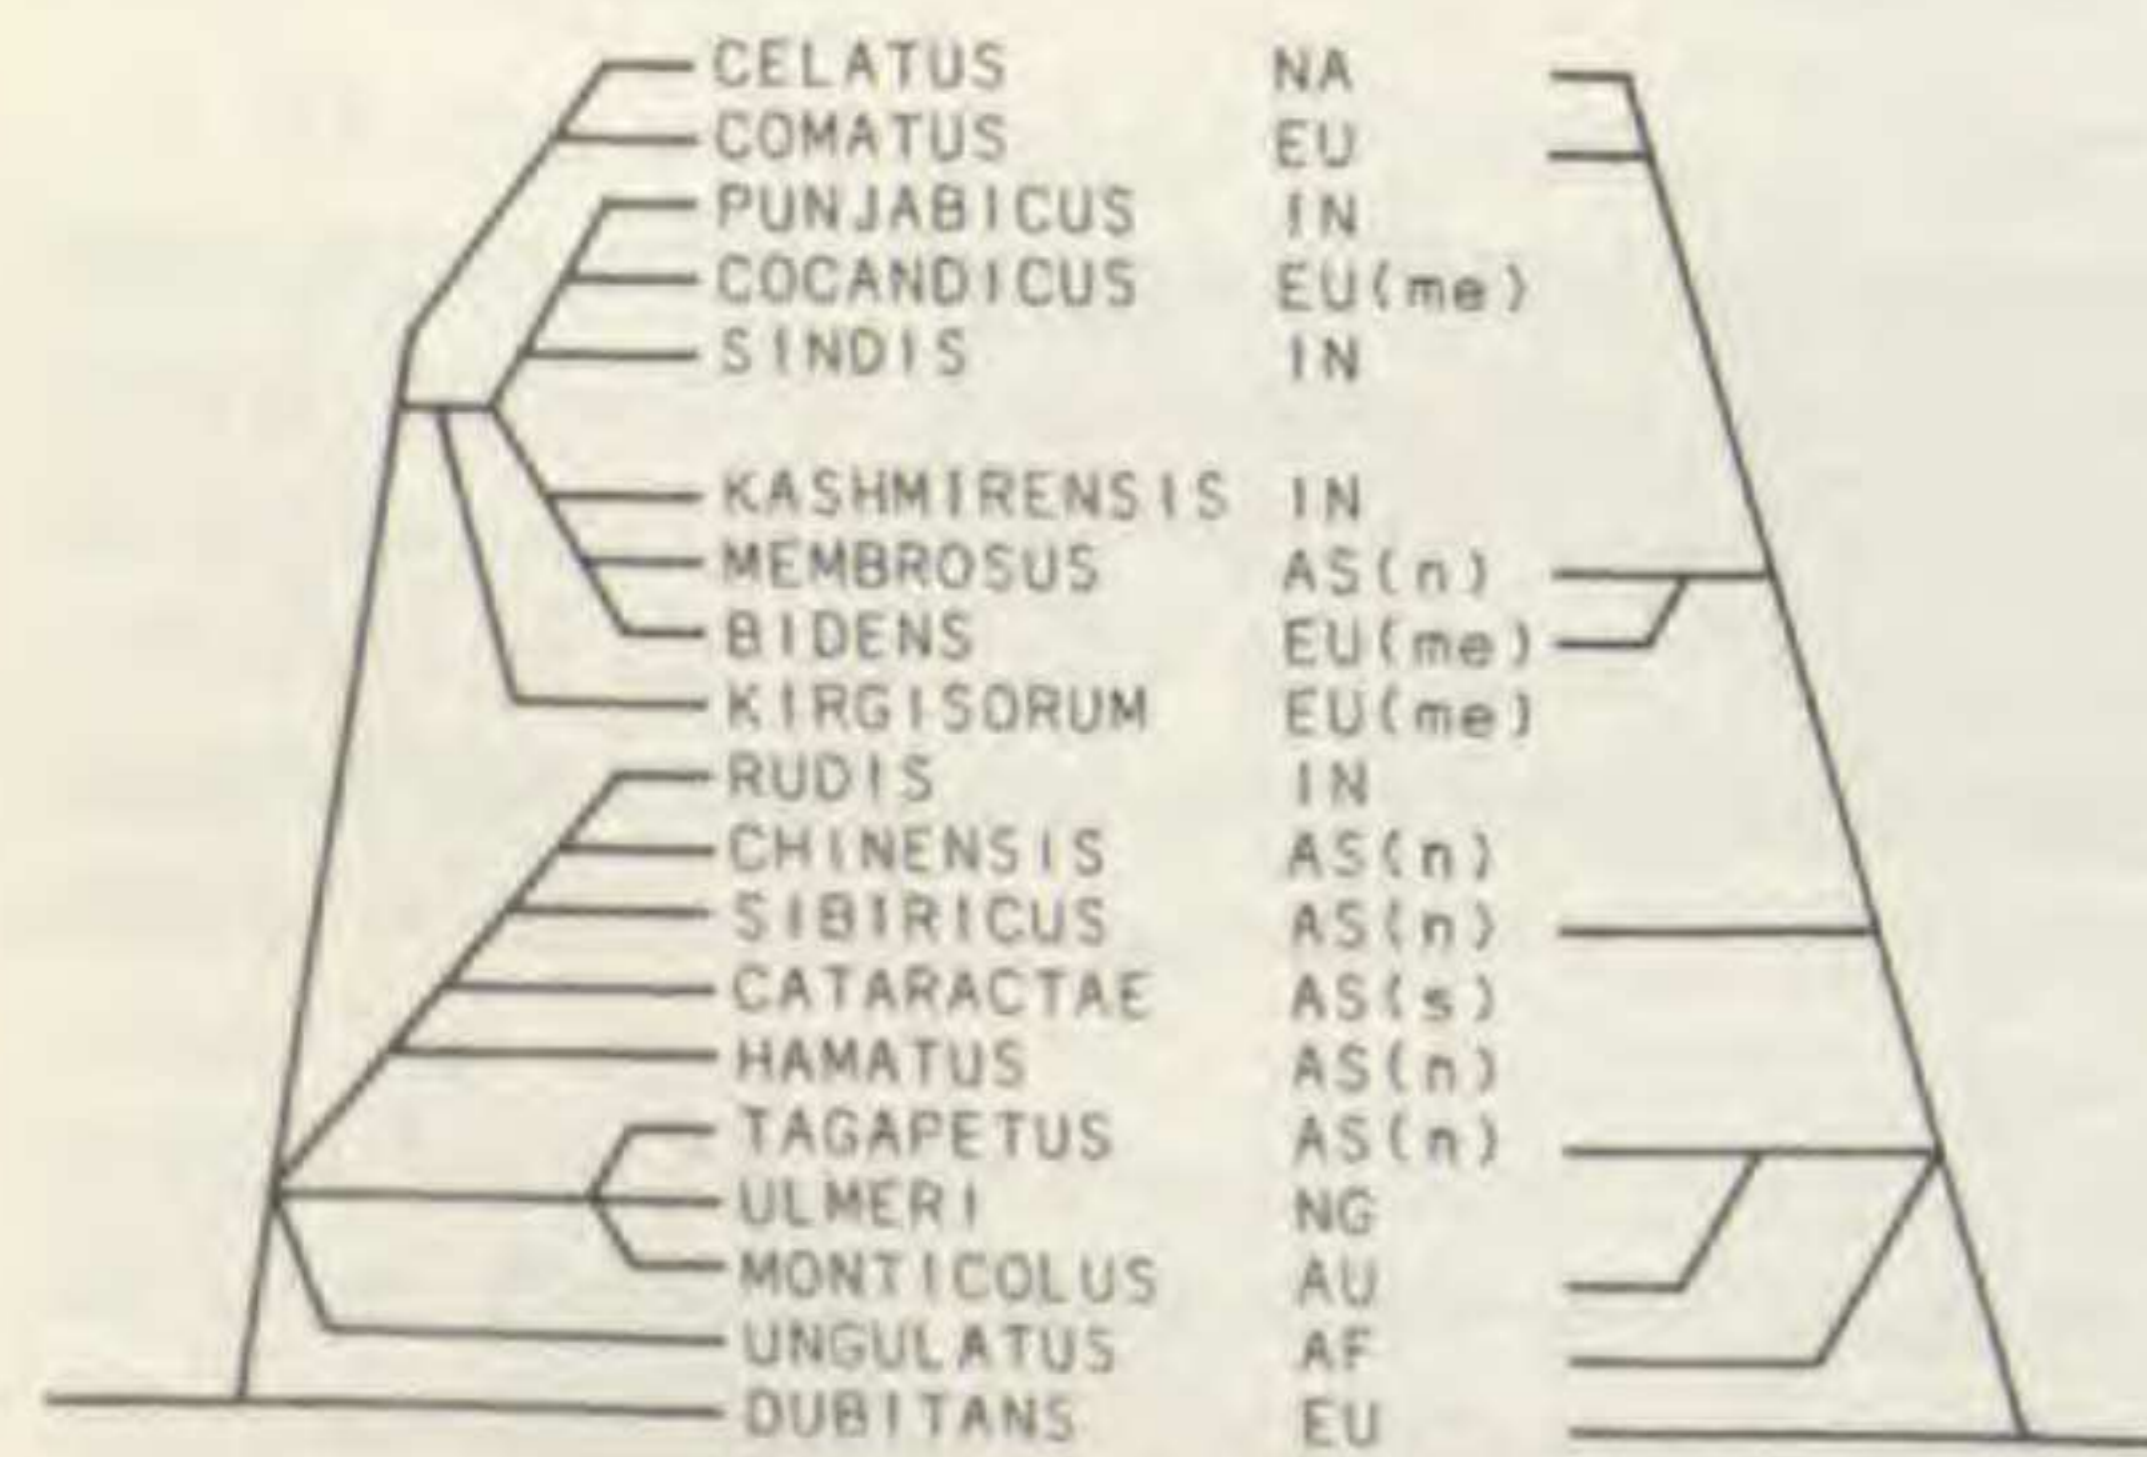 CELATUS NA
COMATUS EU
PUNJABICUS IN
COCANDICUS EU(me)
SINDIS IN
KASHMIRENSIS IN
MEMBROSUS AS(n)
BIDENS EU(me)
KIRGISORUM EU(me)
RUDIS IN
CHINENSIS AS(n)
SIBIRICUS AS(n)
CATARACTAE AS(s)
HAMATUS AS(n)
TAGAPETUS AS(n)
ULMERI NG
MONTICOLUS AU
UNGULATUS AF
DUBITANS EU